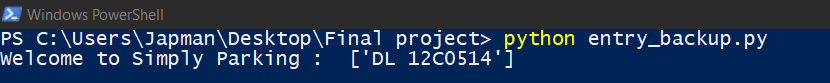 Windows PowerShell
PS C:\Users\Japman\Desktop\Final project> python entry_backup.py
Welcome to Simply Parking :  ['DL 12C0514']